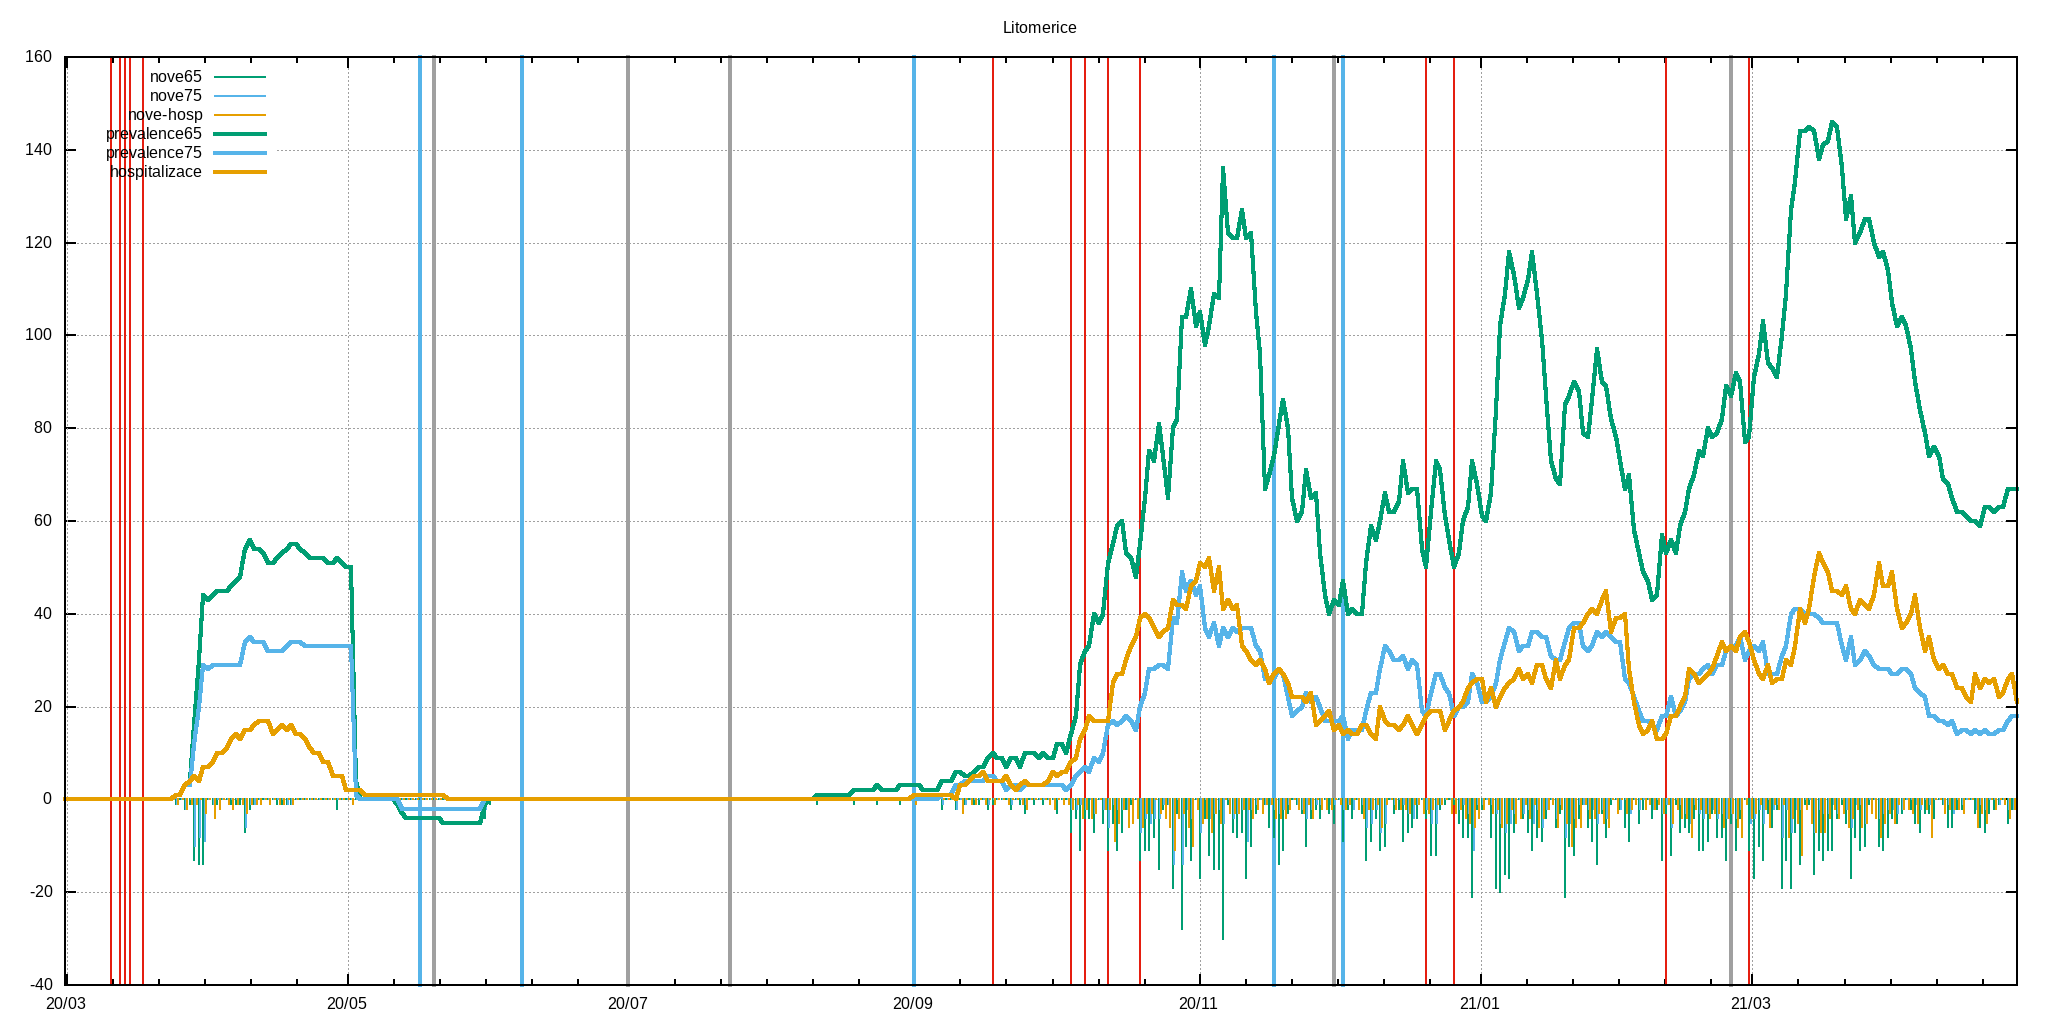 Litomerice
160
140
120
100
80
60
40
20
0
-20
-40
nove65
nove75
nove-hosp
prevalence65
prevalence75
hospitalizace
20/03 20/05 20/07 20/09 20/11 21/01 21/03